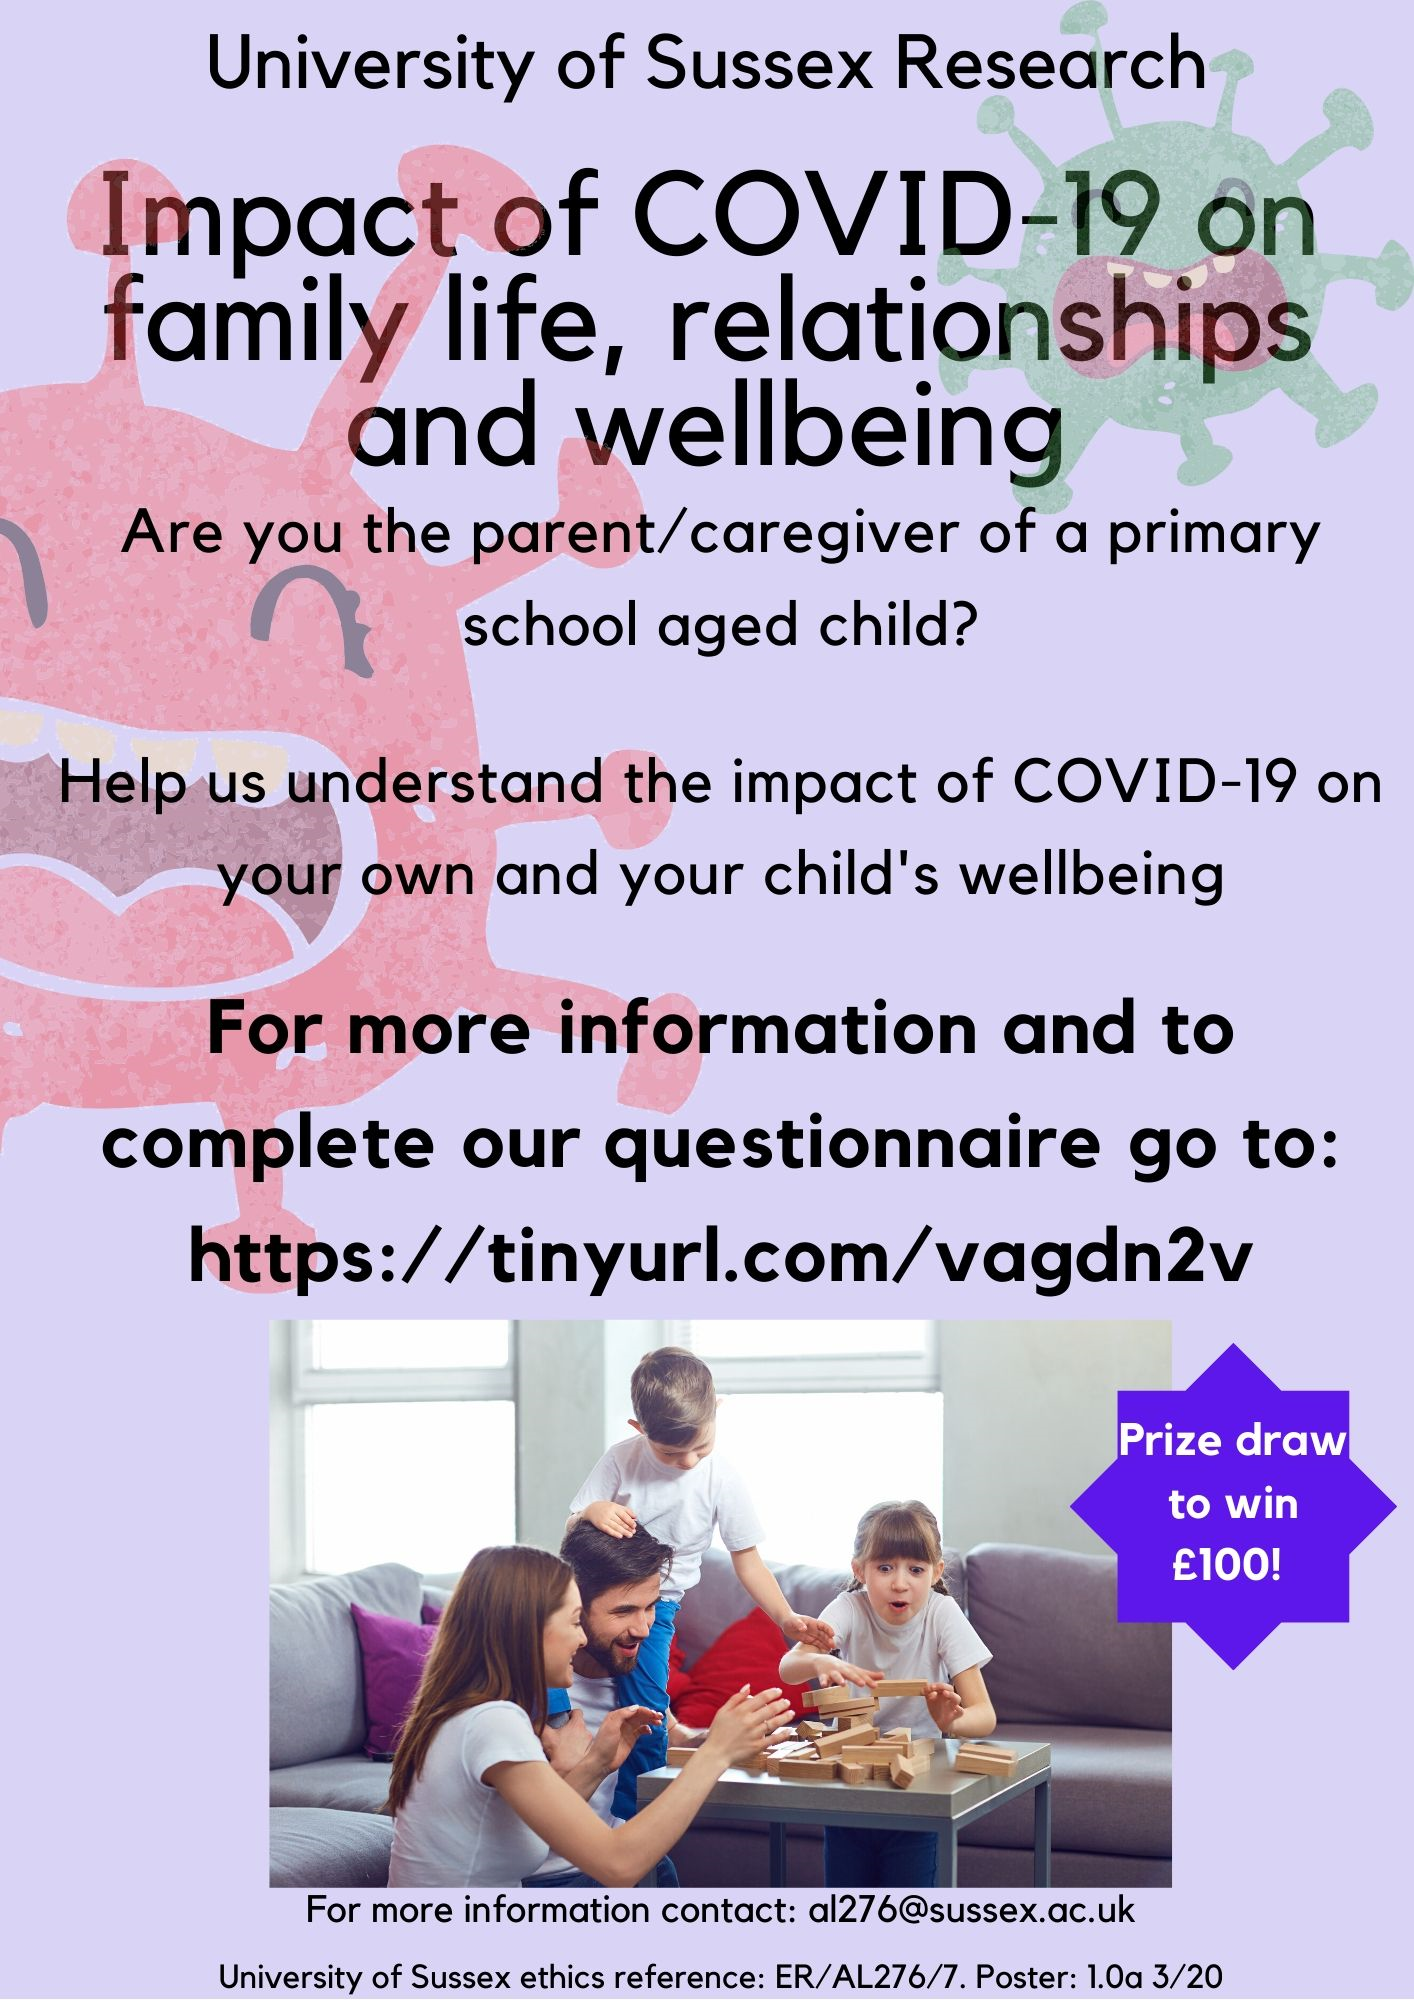 University of Sussex Research
Impact of COVID-19 on
family life, relationships
and wellbeing
Are you the parent/caregiver of a primary
school aged child?
Help us understand the impact of COVID-19 on
your own and your child's wellbeing
For more information and to
complete our questionnaire go to:
https://tinyurl.com/vagdn2v
Prize draw
to win
£100!
For more information contact: al276@sussex.ac.uk
University of Sussex ethics reference: ER/AL276/7. Poster: 1.0a 3/20